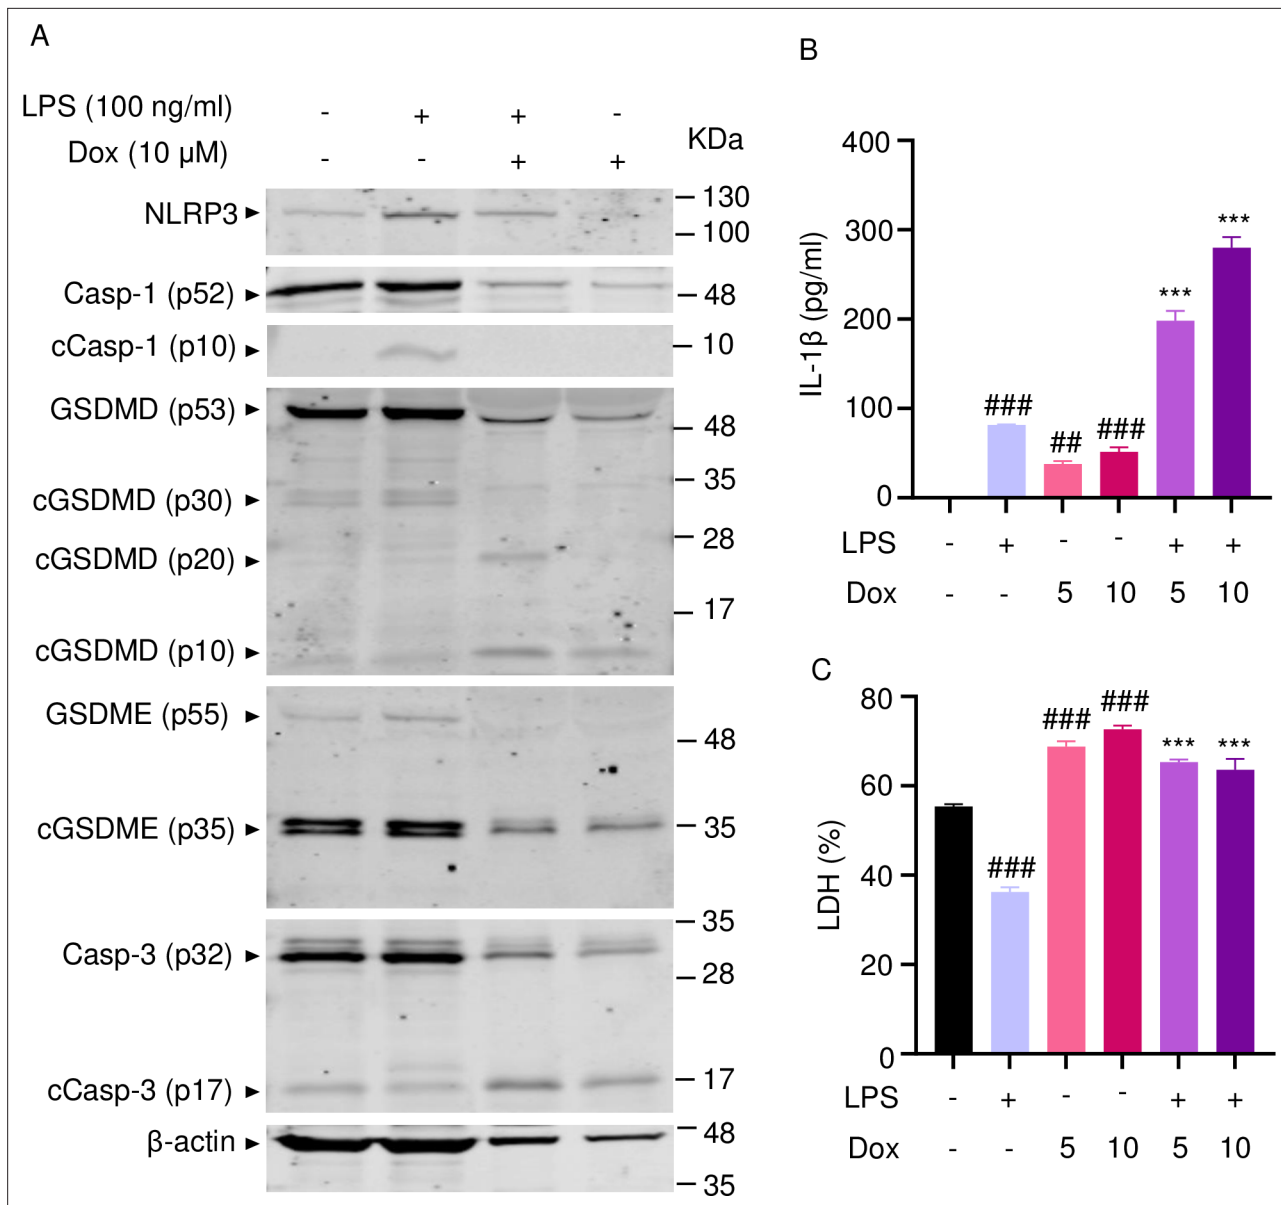 A
LPS (100 ng/ml) - + + -
Dox (10 µM) - - + +
KDa
NLRP3
130
100
Casp-1 (p52)
48
cCasp-1 (p10)
10
GSDMD (p53)
48
35
cGSDMD (p30)
28
cGSDMD (p20)
17
cGSDMD (p10)
GSDME (p55)
48
cGSDME (p35)
35
35
Casp-3 (p32)
28
17
cCasp-3 (p17)
β-actin
48
35
B
IL-1β (pg/ml)
400
300
200
100
0
### ## ### *** ***
LPS - + - - + +
Dox - - 5 10 5 10
C
LDH (%)
80
60
40
20
0
### ### ### *** ***
LPS - + - - + +
Dox - - 5 10 5 10